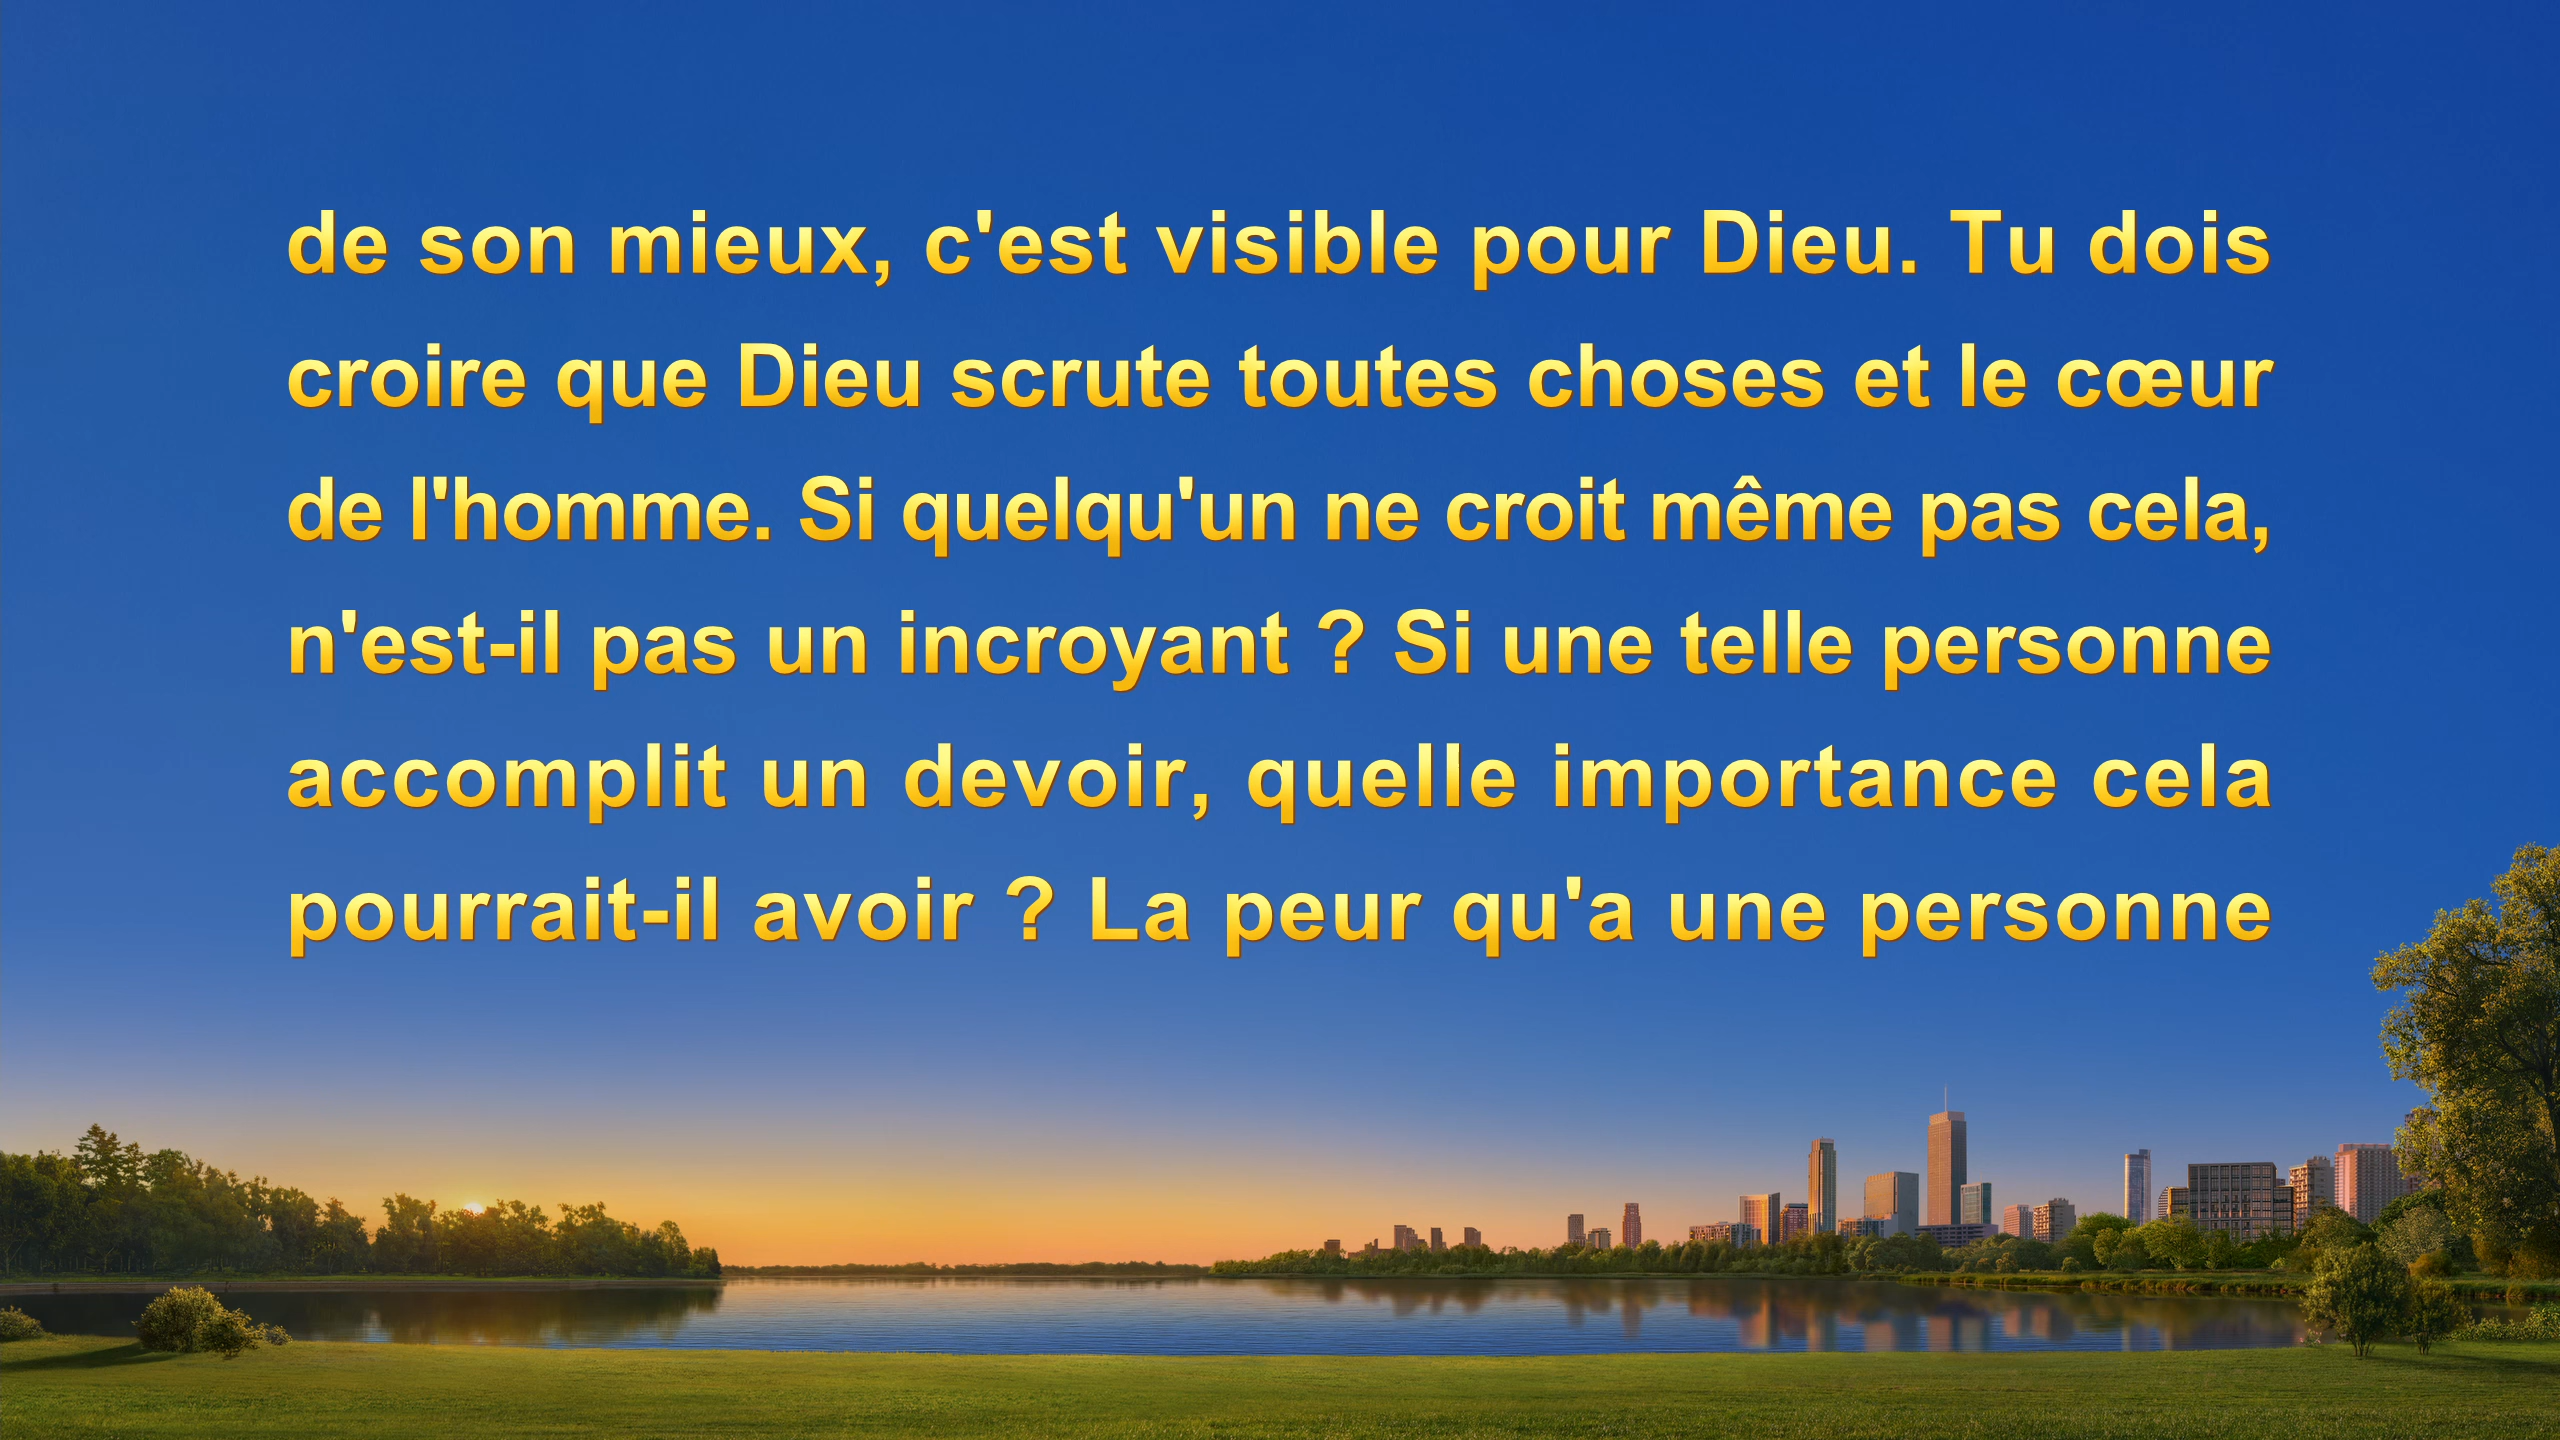 de son mieux, c'est visible pour Dieu. Tu dois
croire que Dieu scrute toutes choses et le cœur
de l'homme. Si quelqu'un ne croit même pas cela,
n'est-il pas un incroyant ? Si une telle personne
accomplit un devoir, quelle importance cela
pourrait-il avoir ? La peur qu'a une personne